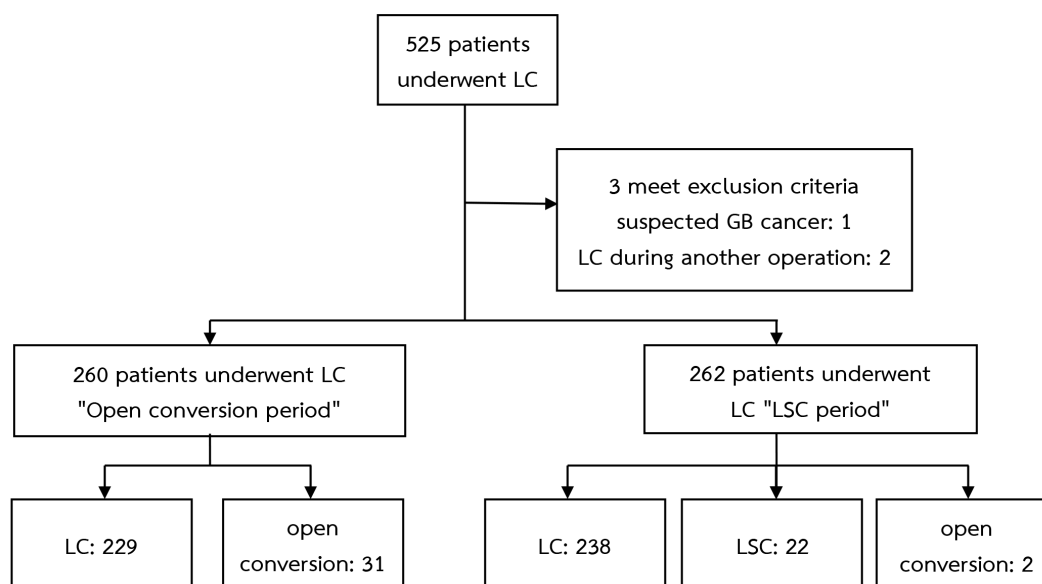 525 patients
underwent LC
3 meet exclusion criteria
suspected GB cancer: 1
LC during another operation: 2
260 patients underwent LC
"Open conversion period"
262 patients underwent
LC "LSC period"
LC: 229
open
conversion: 31
LC: 238
LSC: 22
open
conversion: 2